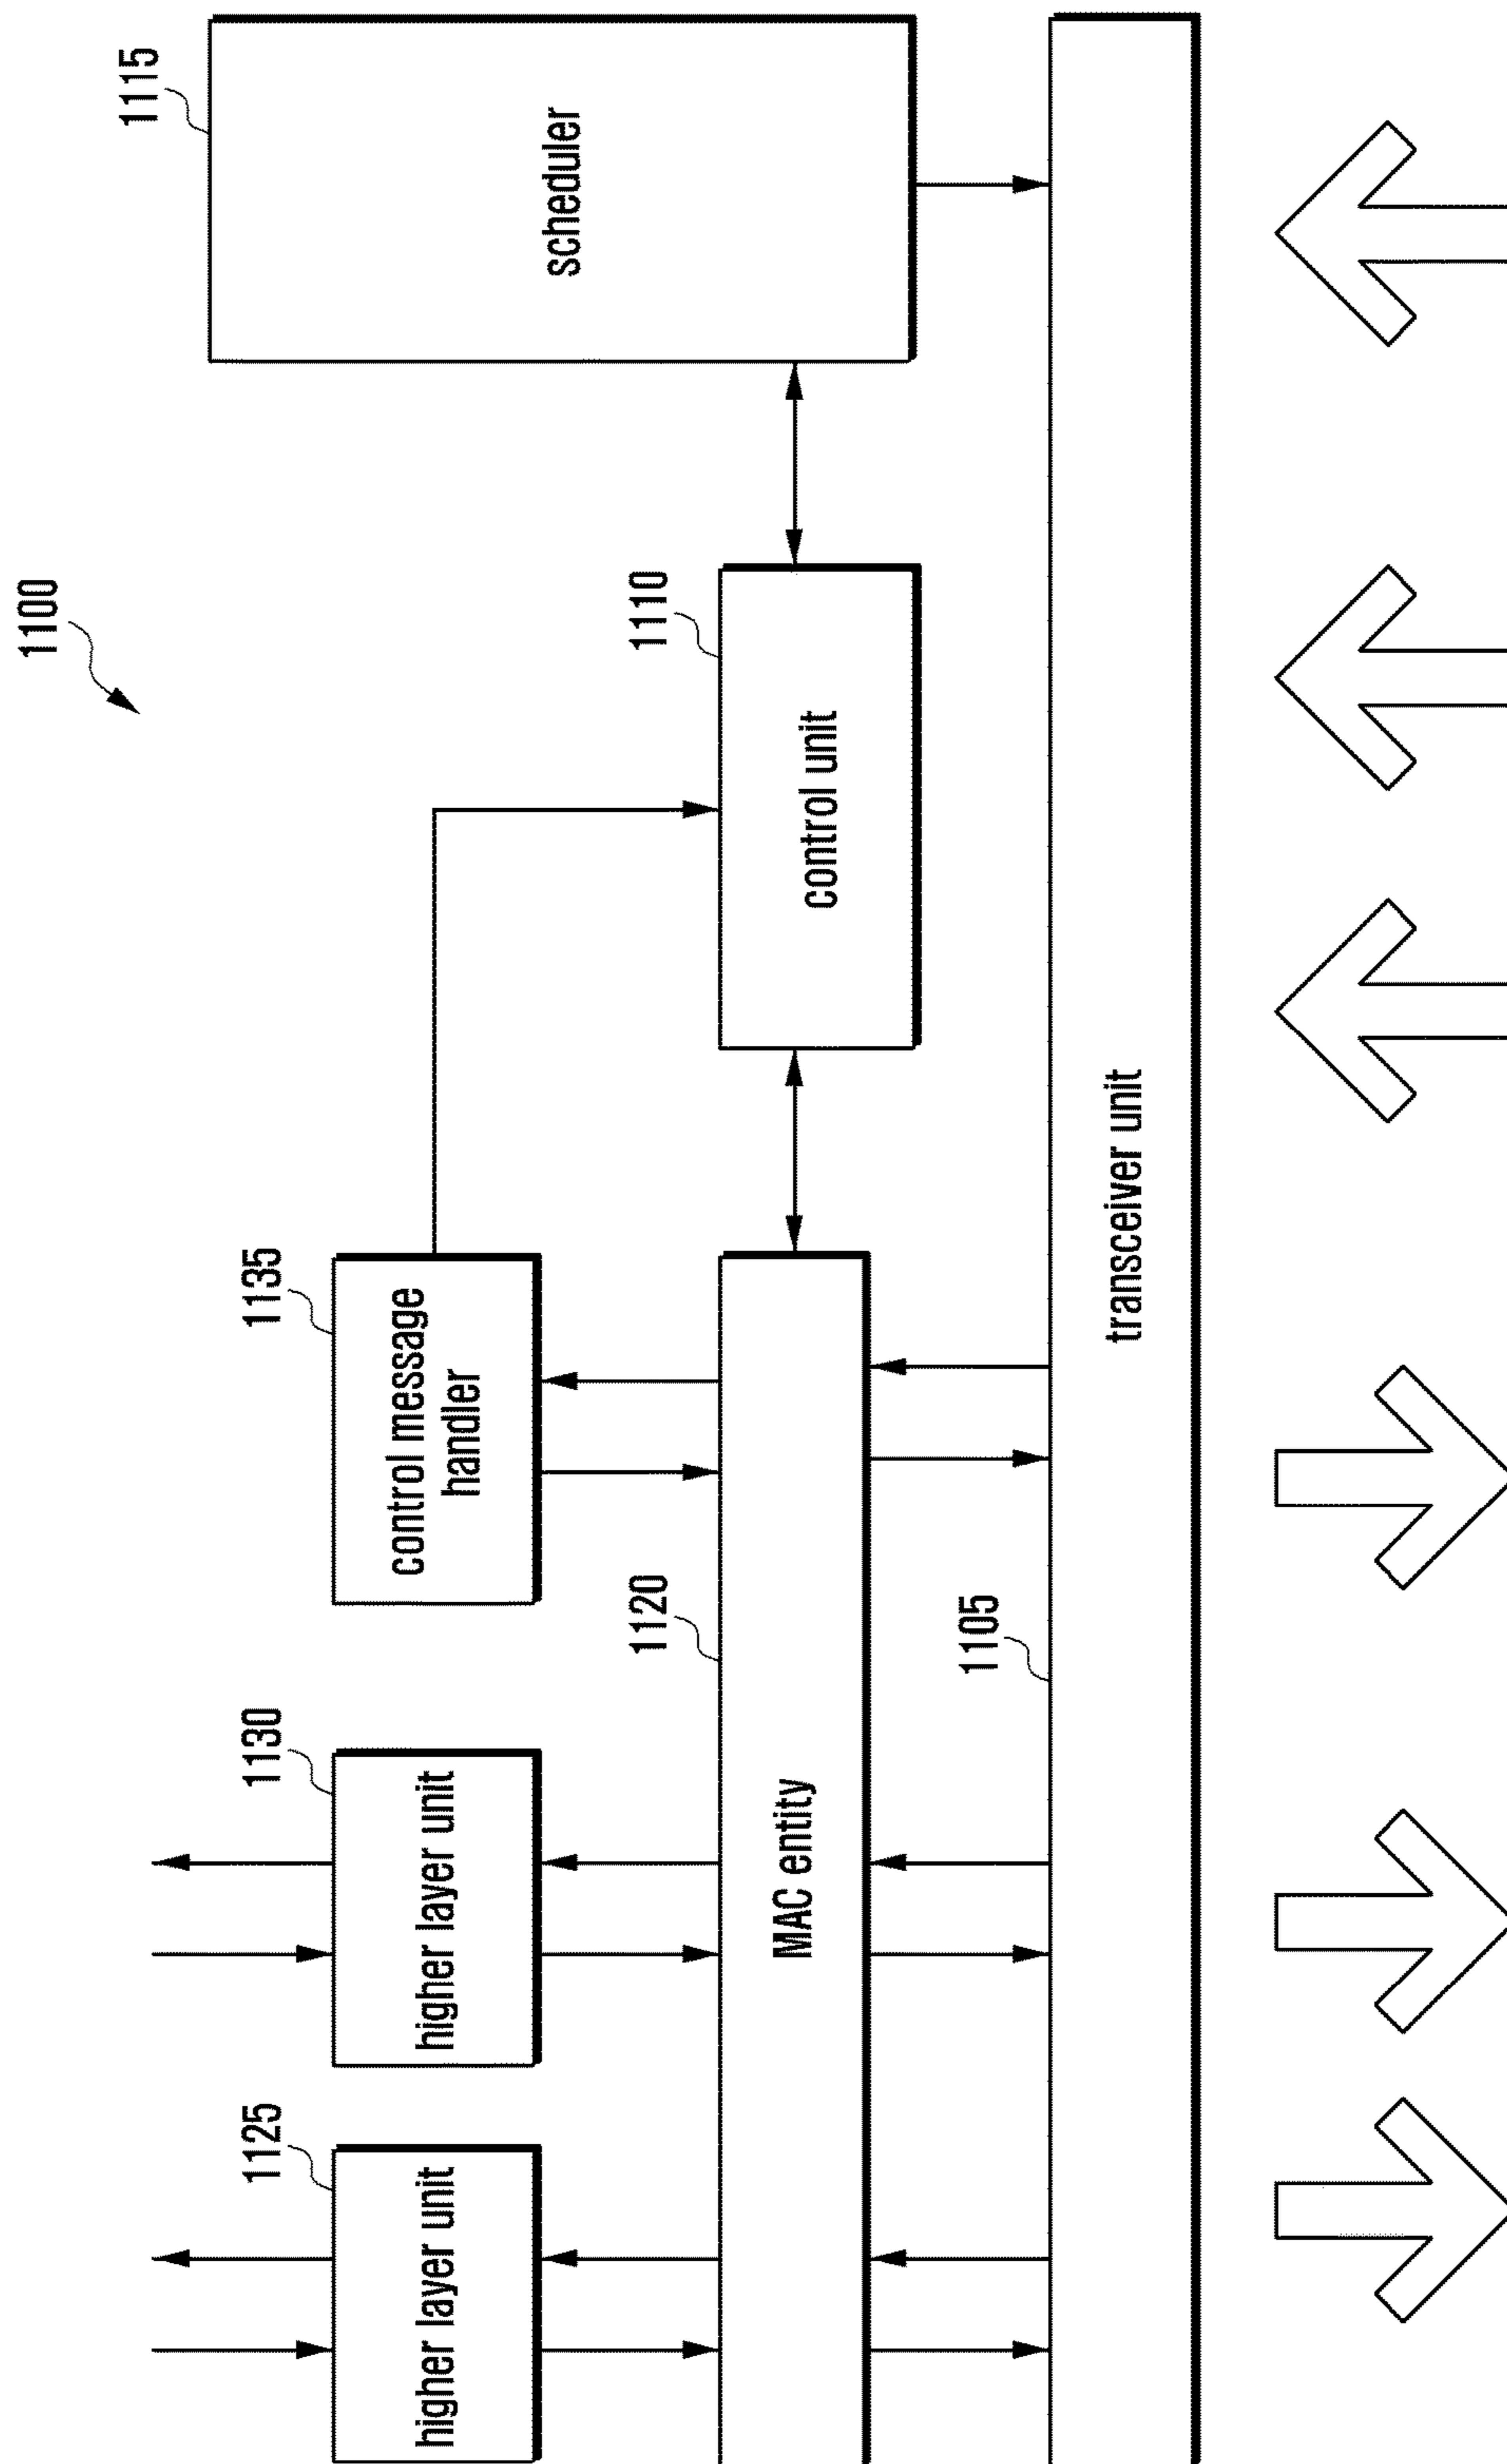 1100
1115
scheduler
1110
control unit
1135
control message
handler
1130
higher layer unit
1125
higher layer unit
1120
MAC entity
1105
transceiver unit